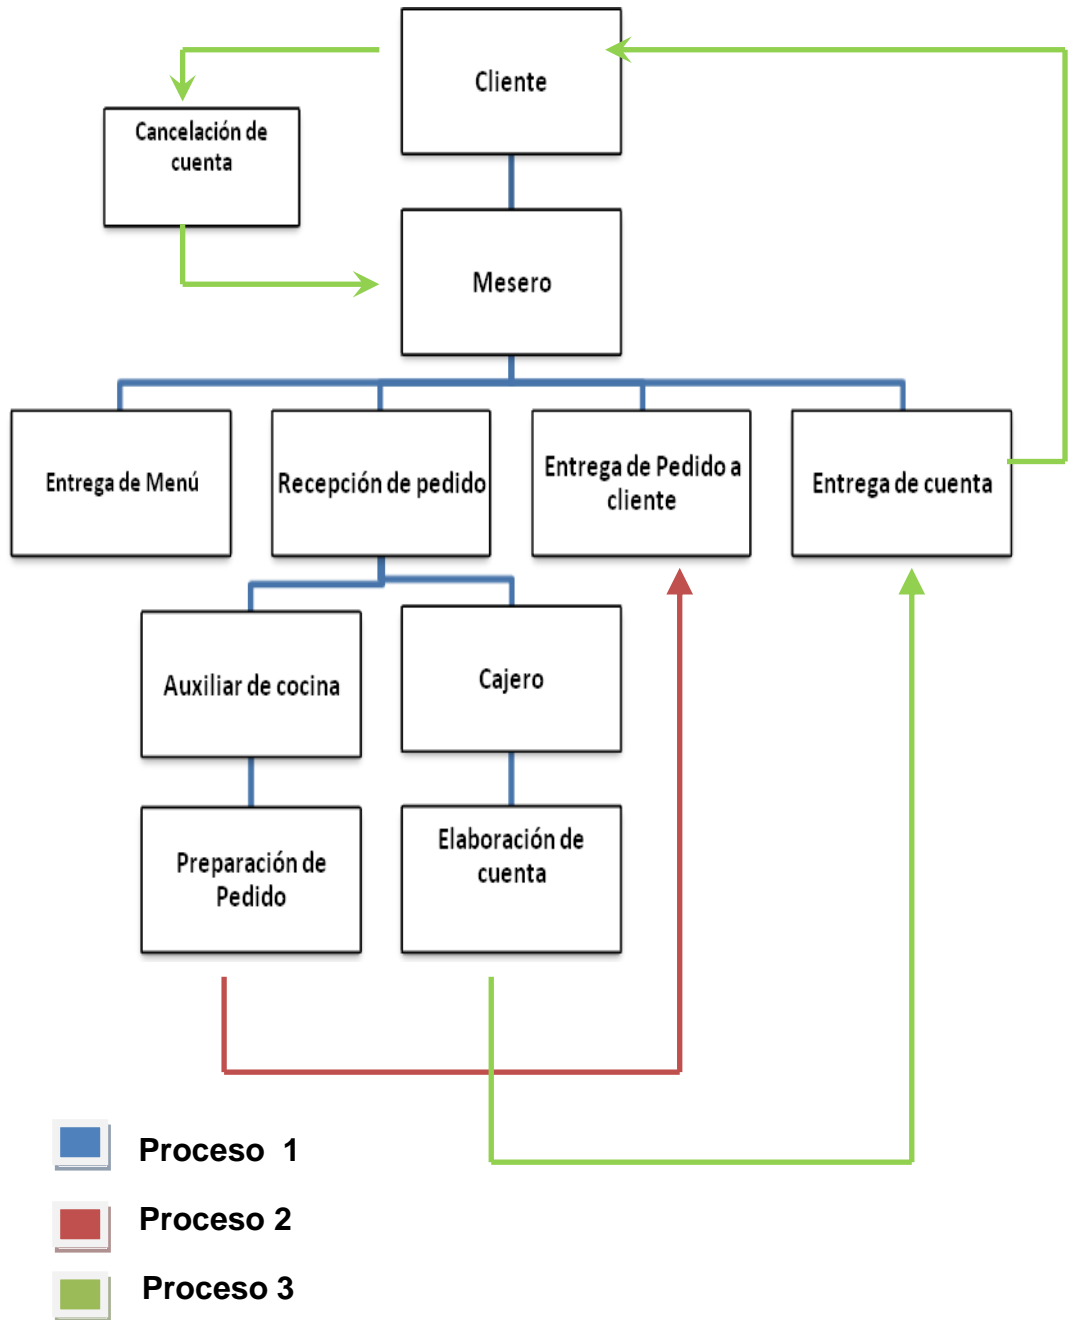 Cliente
Cancelación de
cuenta
Mesero
Entrega de Menú
Recepción de pedido
Entrega de Pedido a
cliente
Entrega de cuenta
Auxiliar de cocina
Cajero
Preparación de
Pedido
Elaboración de
cuenta
Proceso 1
Proceso 2
Proceso 3